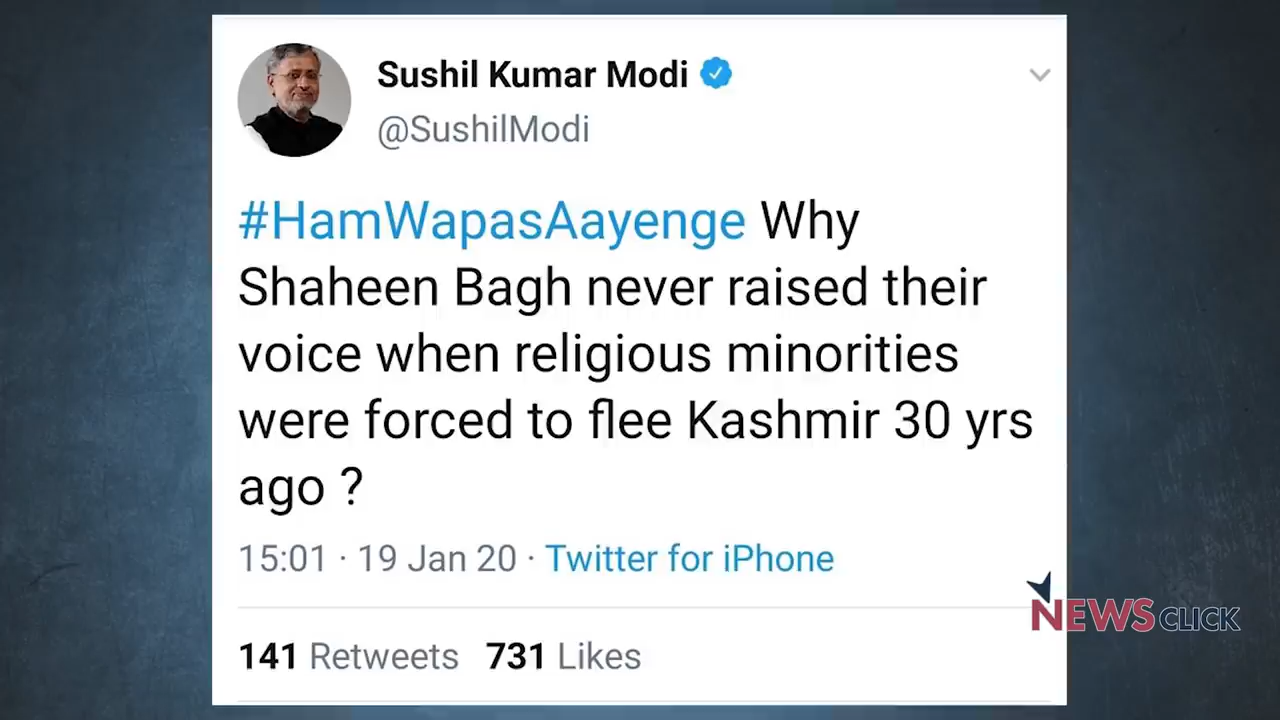 Sushil Kumar Modi
@SushilModi
#HamWapasAayenge Why
Shaheen Bagh never raised their
voice when religious minorities
were forced to flee Kashmir 30 yrs
ago ?
15:01 · 19 Jan 20 · Twitter for iPhone
NEWSCLICK
141 Retweets 731 Likes